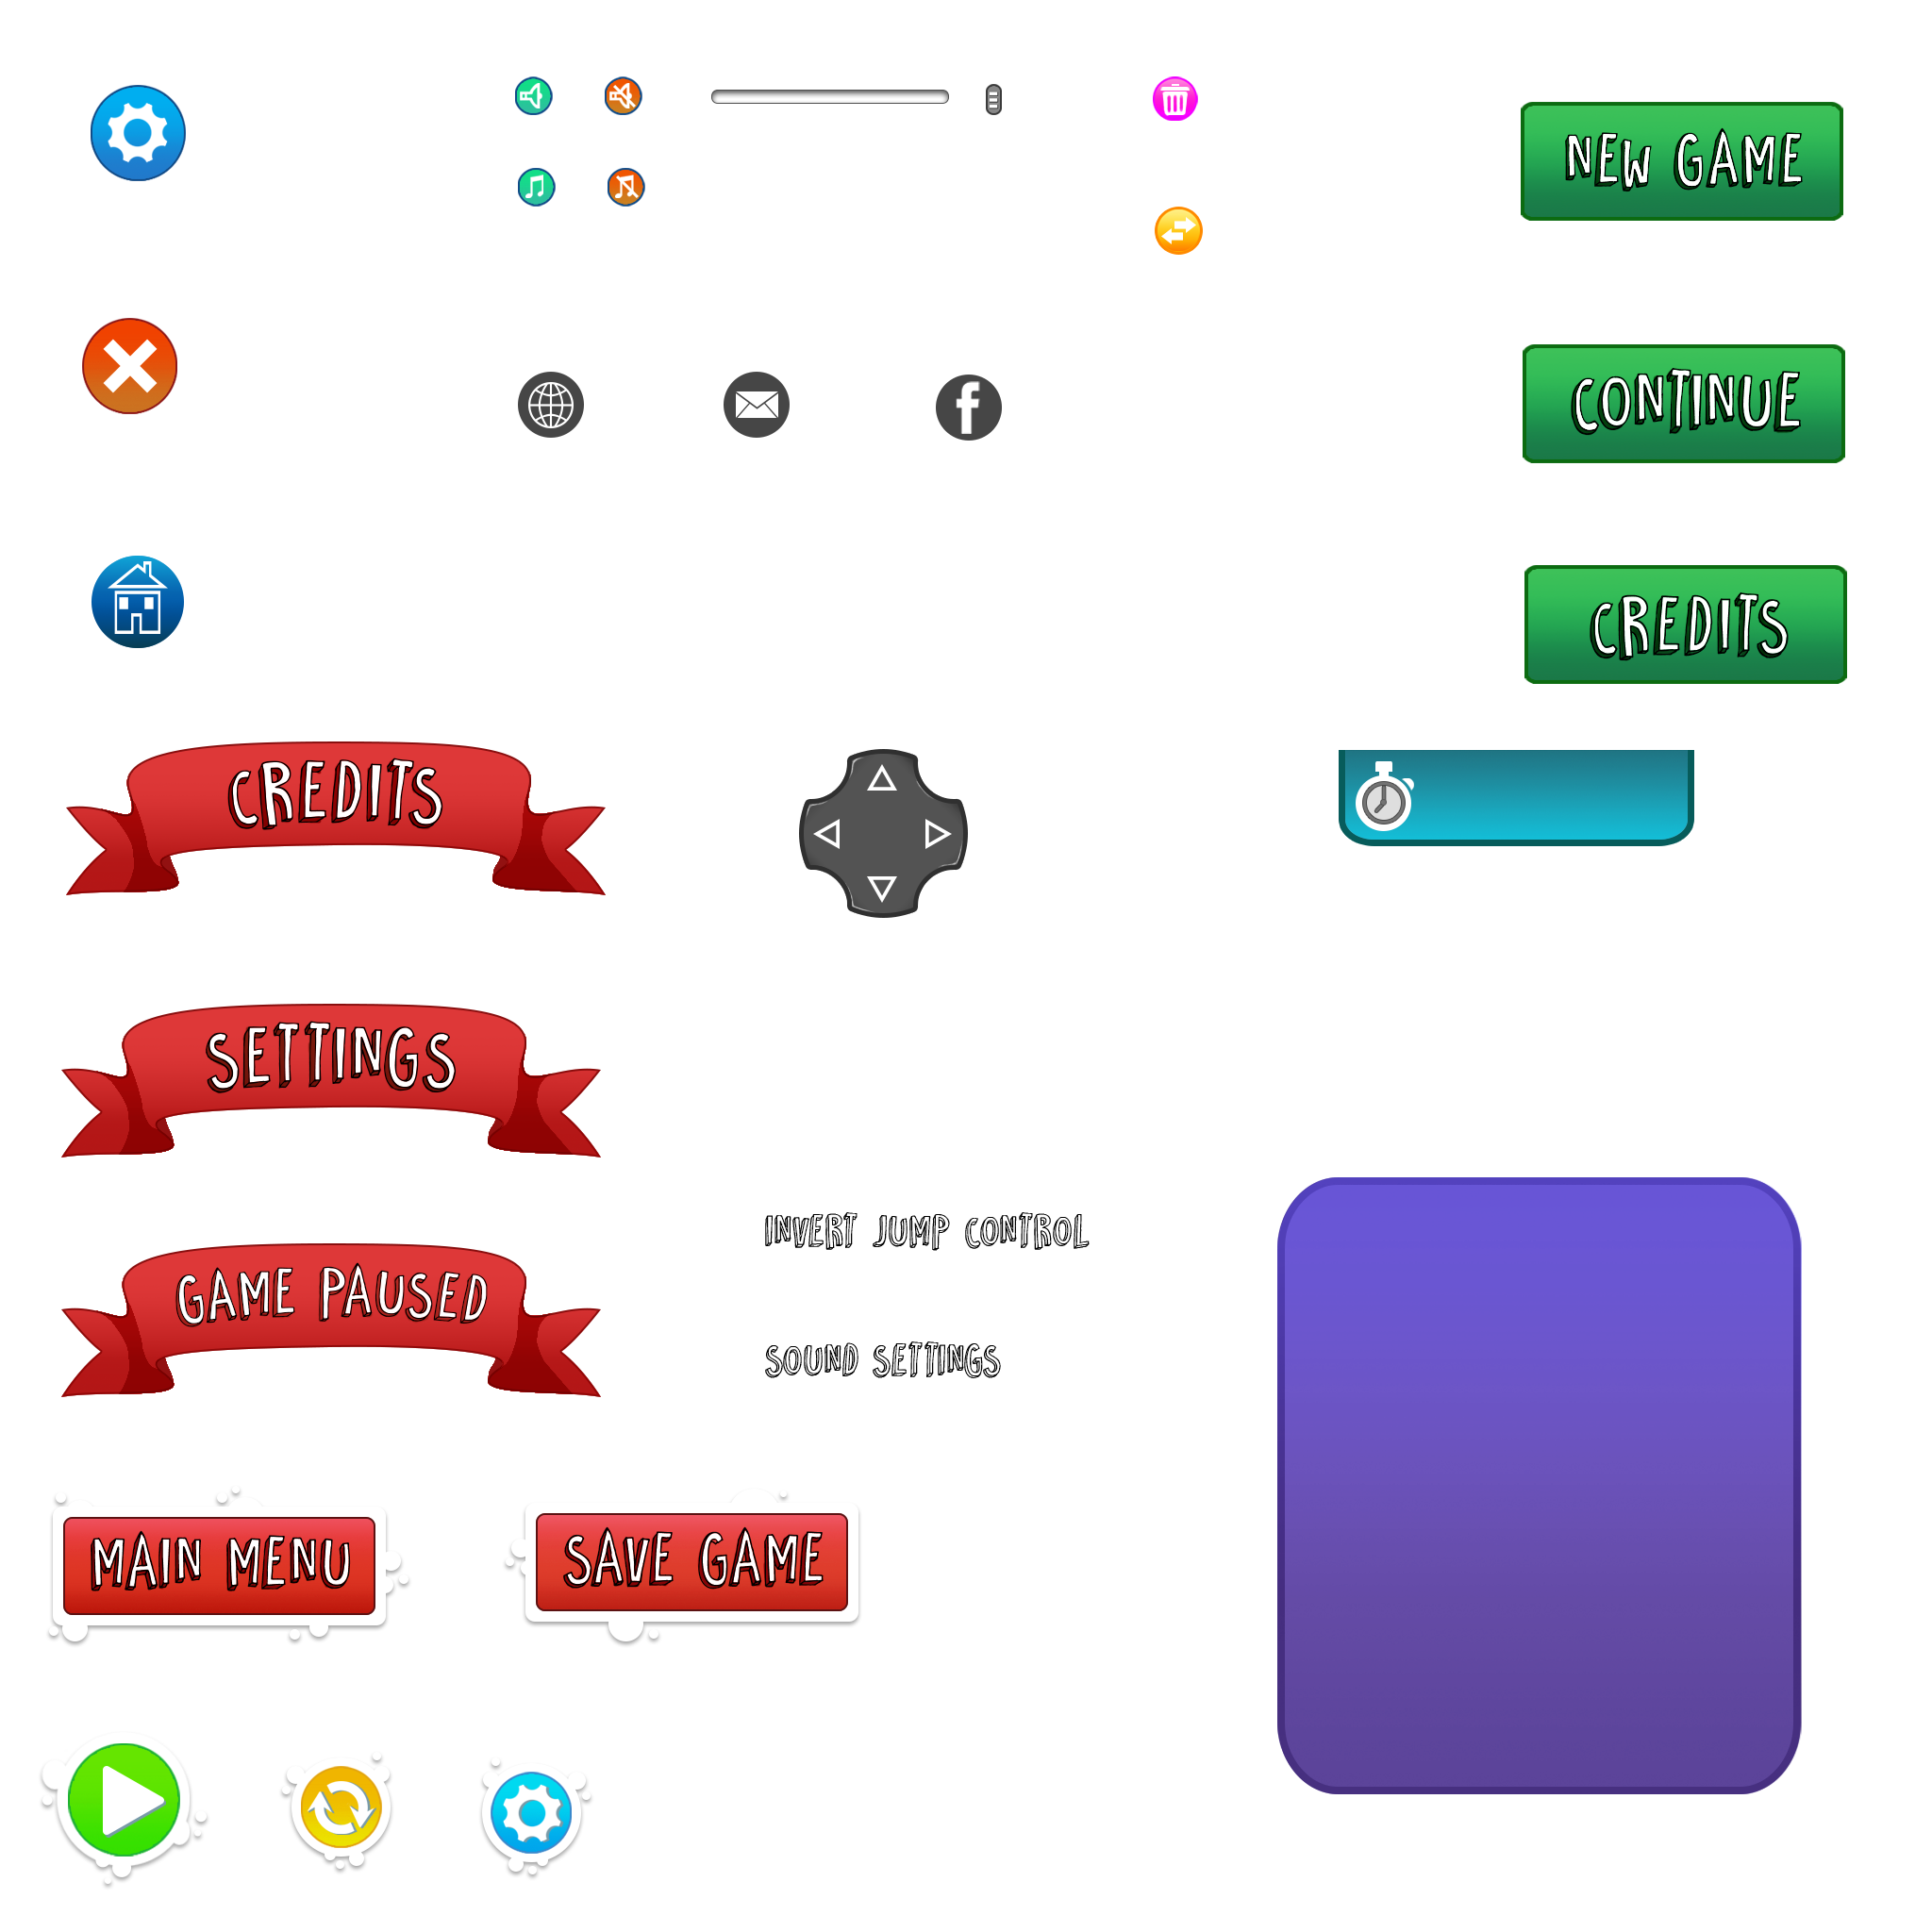 NEW GAME
CONTINUE
CREDITS
CREDITS
SETTINGS
INVERT JUMP CONTROL
GAME PAUSED
SOUND SETTINGS
MAIN MENU
SAVE GAME